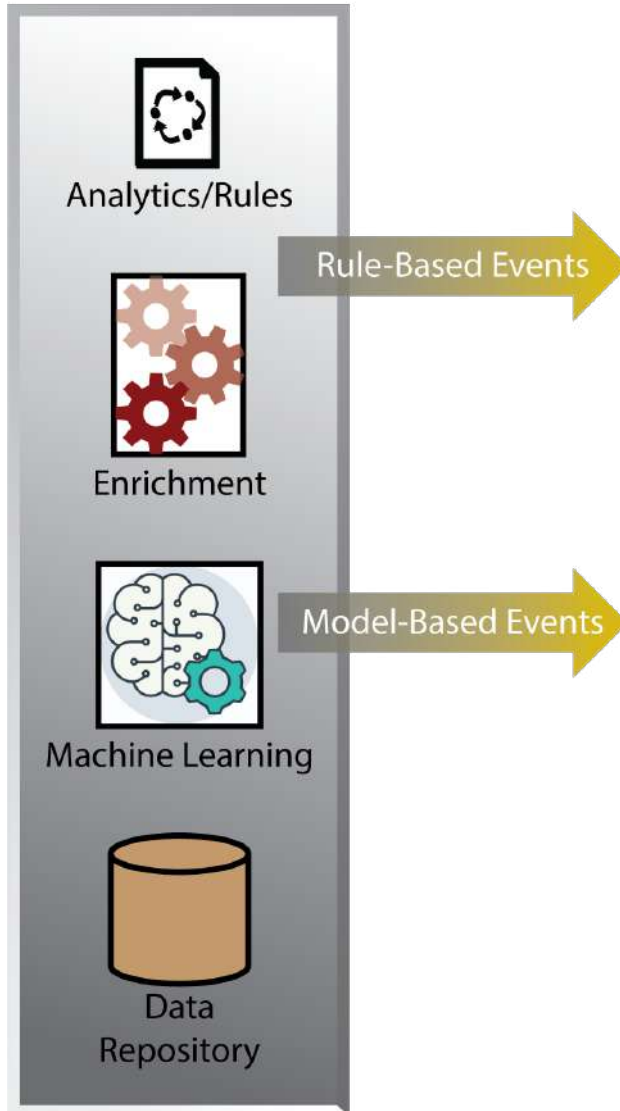 Analytics/Rules
Rule-Based Events
Enrichment
Model-Based Events
Machine Learning
Data
Repository